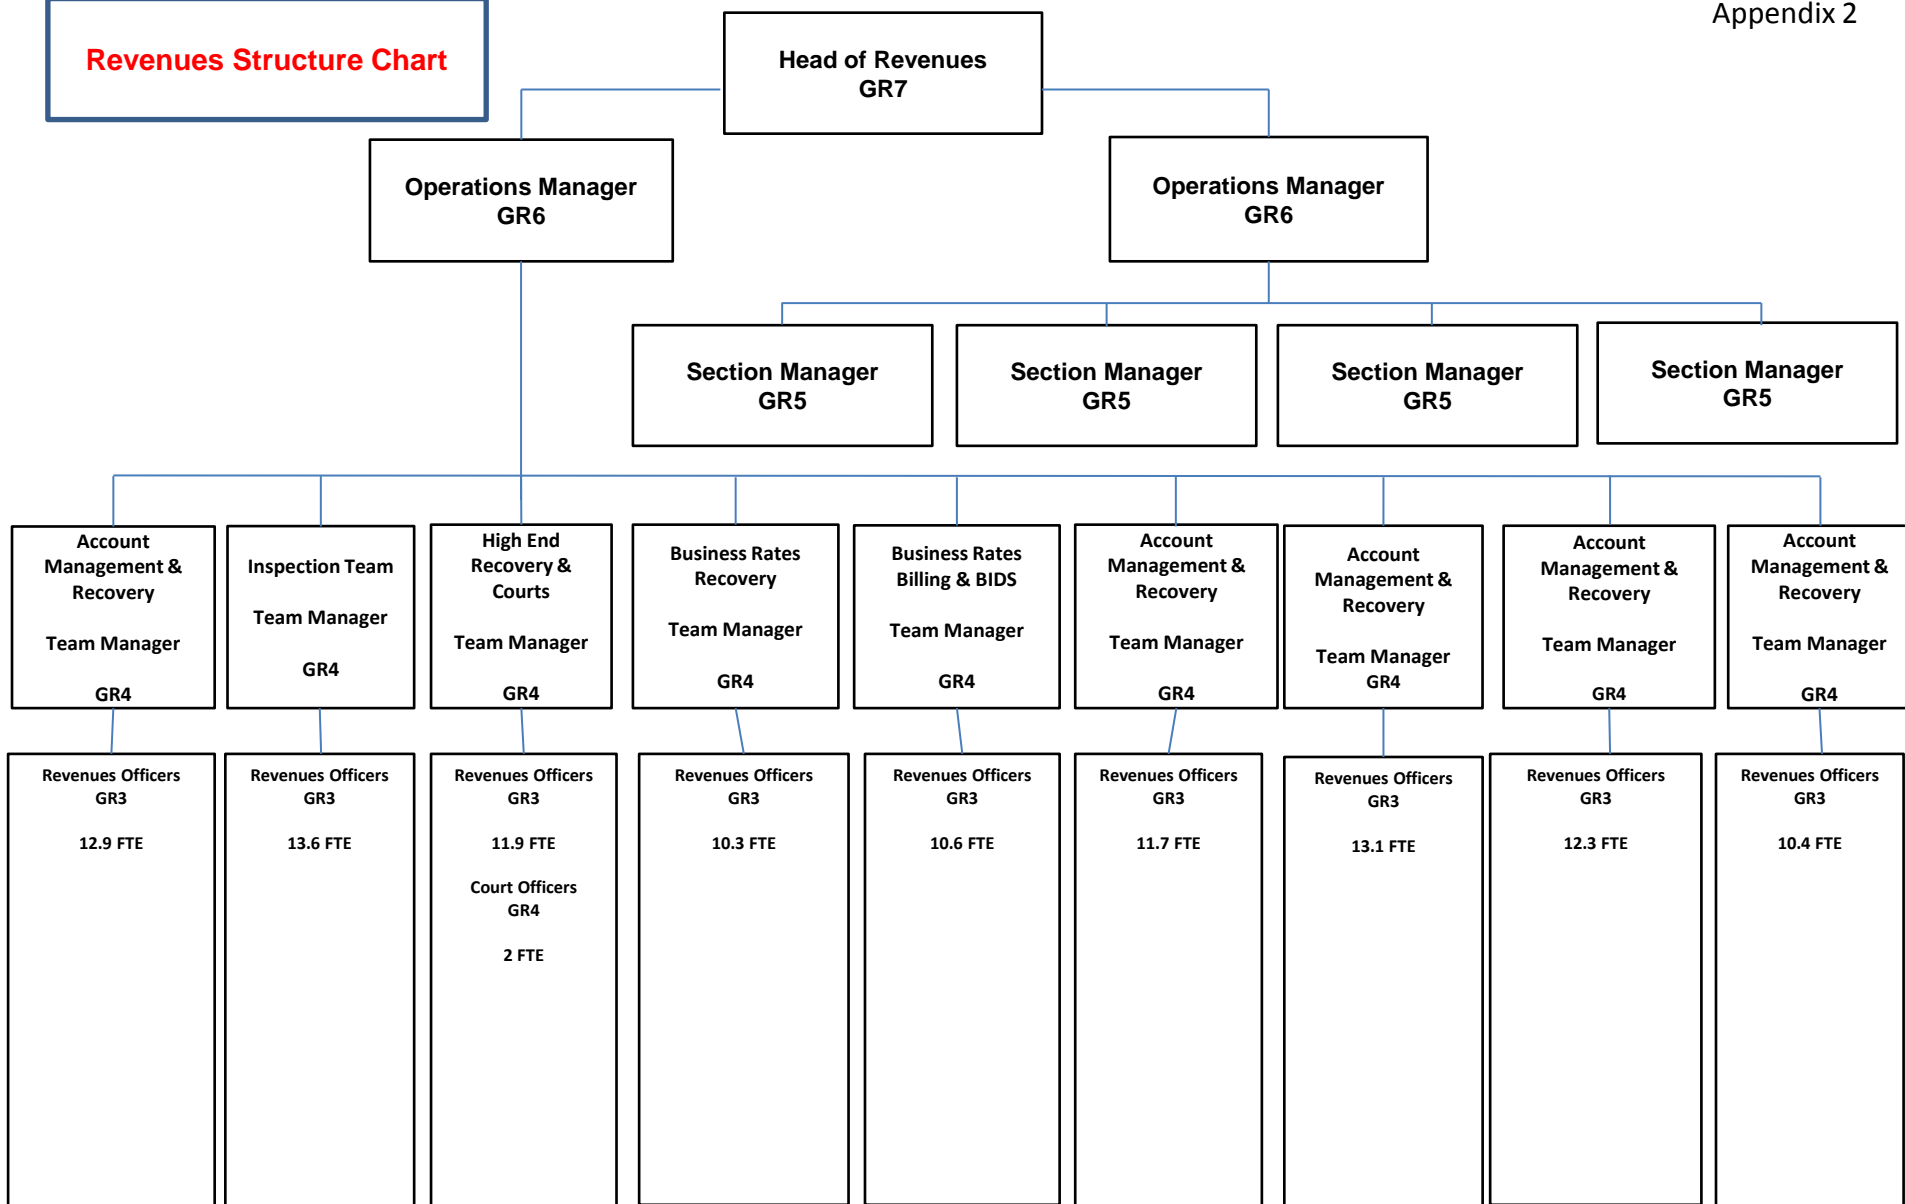 Appendix 2
Revenues Structure Chart
Head of Revenues
GR7
Operations Manager
GR6
Operations Manager
GR6
Section Manager
GR5
Section Manager
GR5
Section Manager
GR5
Section Manager
GR5
Account
Management &
Recovery
Team Manager
GR4
Inspection Team
Team Manager
GR4
High End
Recovery &
Courts
Team Manager
GR4
Business Rates
Recovery
Team Manager
GR4
Business Rates
Billing & BIDS
Team Manager
GR4
Account
Management &
Recovery
Team Manager
GR4
Account
Management &
Recovery
Team Manager
GR4
Account
Management &
Recovery
Team Manager
GR4
Account
Management &
Recovery
Team Manager
GR4
Revenues Officers
GR3
12.9 FTE
Revenues Officers
GR3
13.6 FTE
Revenues Officers
GR3
11.9 FTE
Court Officers
GR4
2 FTE
Revenues Officers
GR3
10.3 FTE
Revenues Officers
GR3
10.6 FTE
Revenues Officers
GR3
11.7 FTE
Revenues Officers
GR3
13.1 FTE
Revenues Officers
GR3
12.3 FTE
Revenues Officers
GR3
10.4 FTE